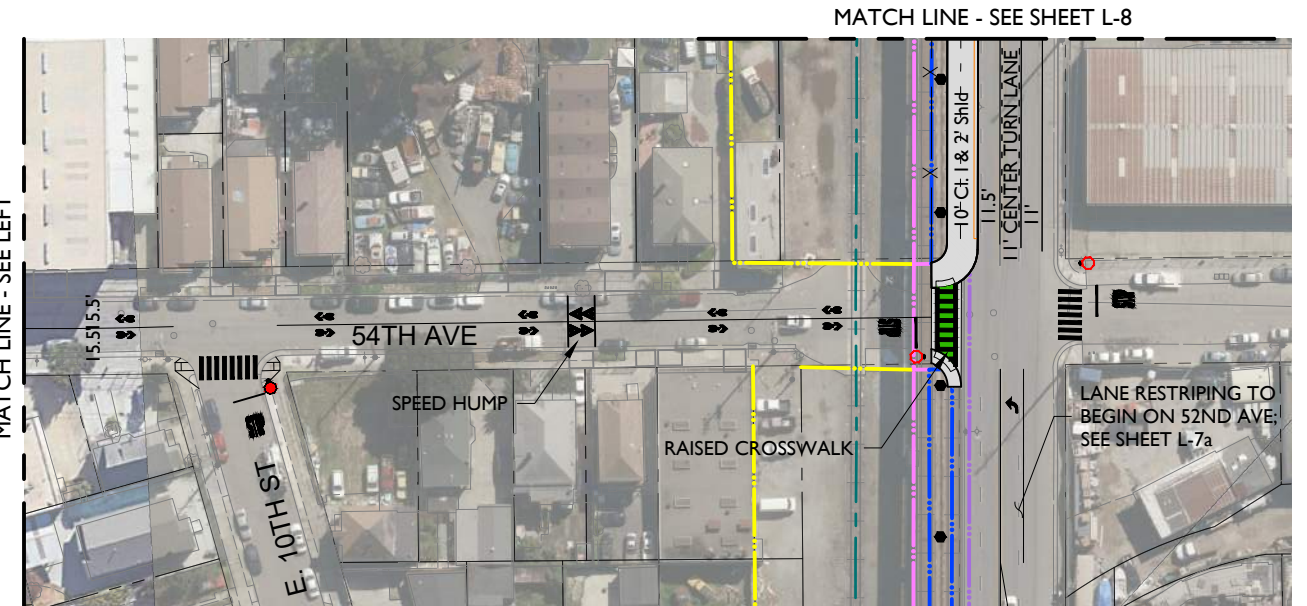 MATCH LINE - SEE SHEET L-8
MATCH LINE - SEE LEFT
10' Cl. I & 2' Shld
11.5'
11' CENTER TURN LANE
11'
15.5'
15.5'
54TH AVE
SPEED HUMP
RAISED CROSSWALK
LANE RESTRIPING TO
BEGIN ON 52ND AVE;
SEE SHEET L-7a
E. 10TH ST